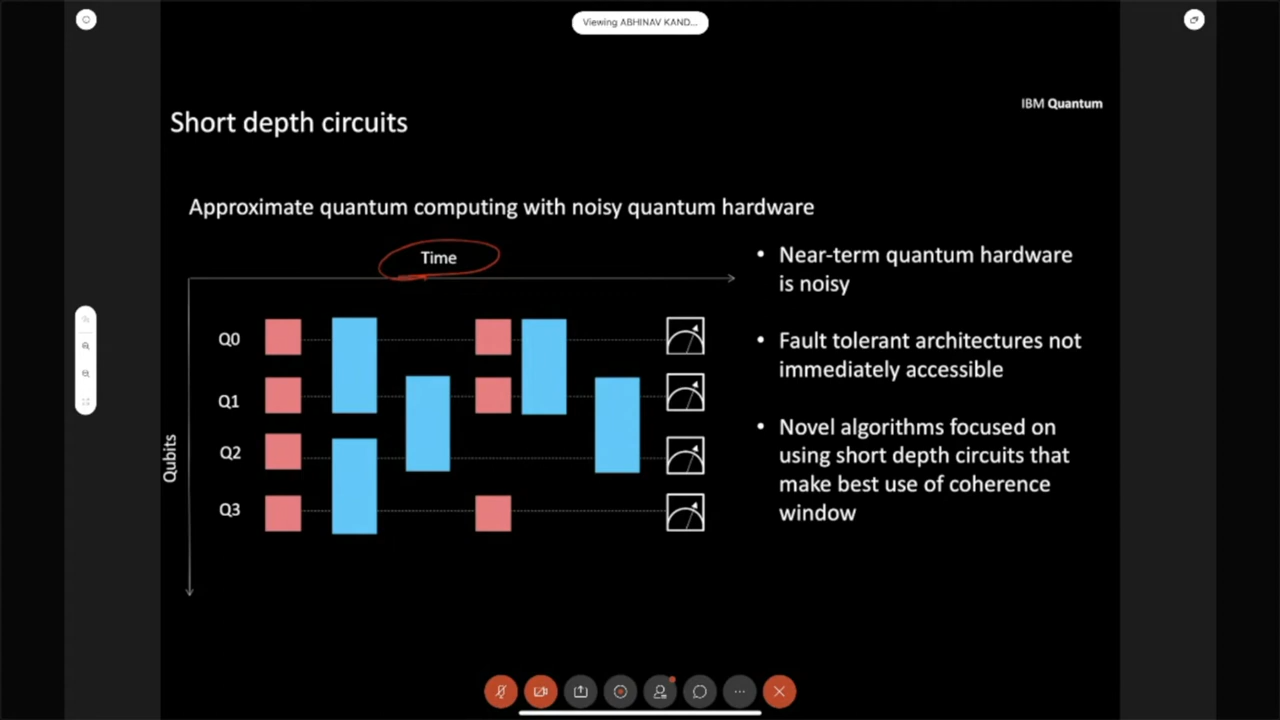 Viewing ABHINAV KAND...
IBM Quantum
Short depth circuits
Approximate quantum computing with noisy quantum hardware
Time
Qubits
Q0
Q1
Q2
Q3
• Near-term quantum hardware
is noisy
• Fault tolerant architectures not
immediately accessible
• Novel algorithms focused on
using short depth circuits that
make best use of coherence
window